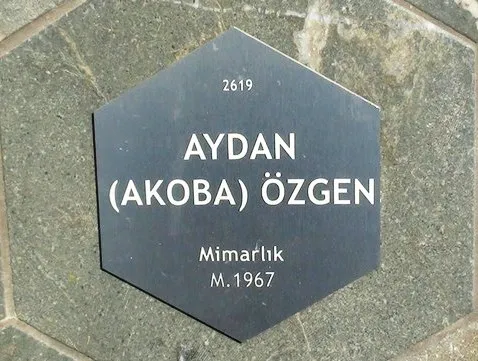 2619
AYDAN
(AKOBA) ÖZGEN
Mimarlık
M.1967